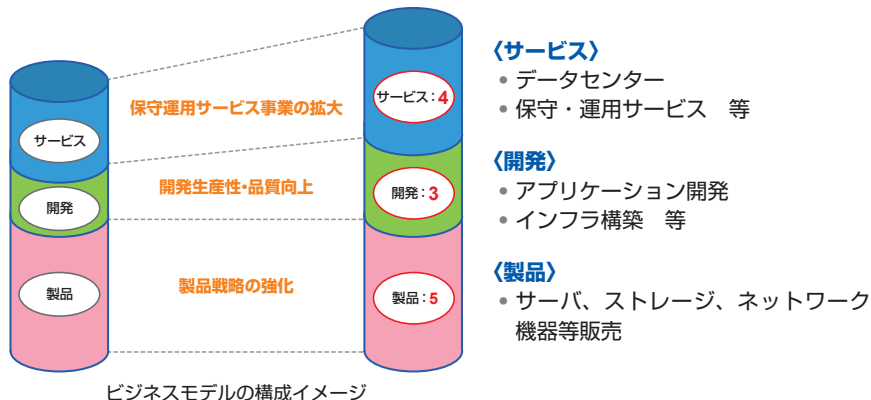 サービス
開発
製品
保守運用サービス事業の拡大
開発生産性・品質向上
製品戦略の強化
サービス：4
開発：3
製品：5
ビジネスモデルの構成イメージ
〈サービス〉
• データセンター
• 保守・運用サービス　等
〈開発〉
• アプリケーション開発
• インフラ構築　等
〈製品〉
• サーバ、ストレージ、ネットワーク
機器等販売